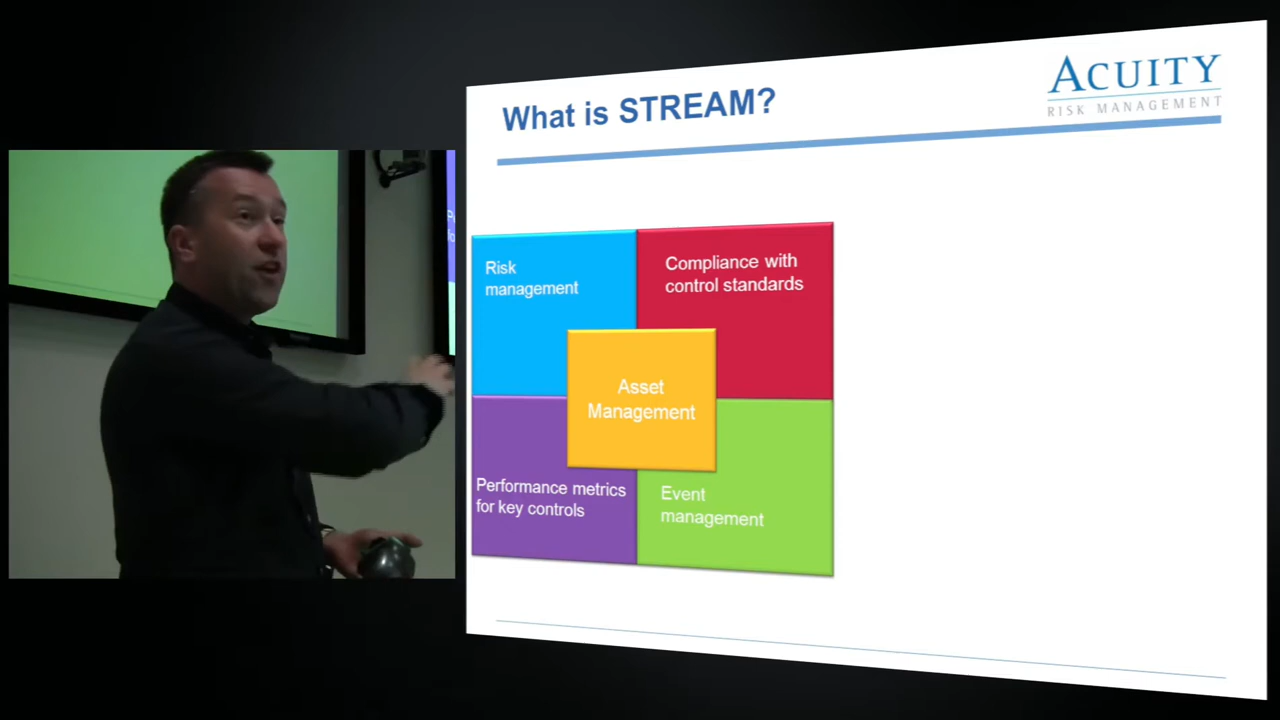 What is STREAM?
ACUITY
RISK MANAGEMENT
Risk
management
Compliance with
control standards
Asset
Management
Performance metrics
for key controls
Event
management